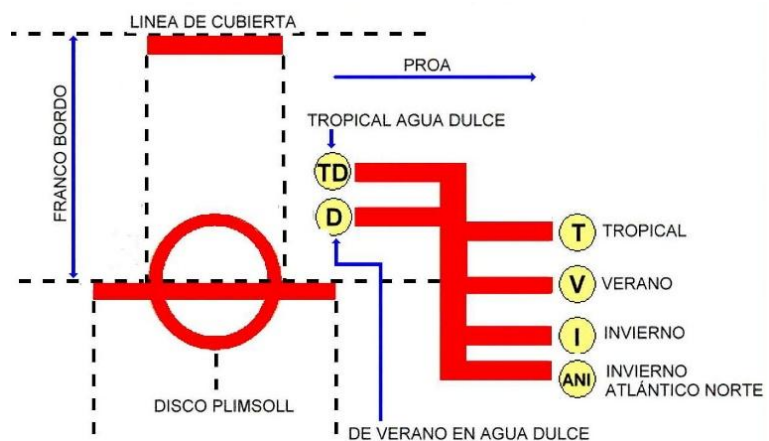 LINEA DE CUBIERTA
PROA
FRANCO BORDO
TROPICAL AGUA DULCE
TD
D
T TROPICAL
V VERANO
I INVIERNO
ANI INVIERNO
ATLÁNTICO NORTE
DISCO PLIMSOLL
DE VERANO EN AGUA DULCE